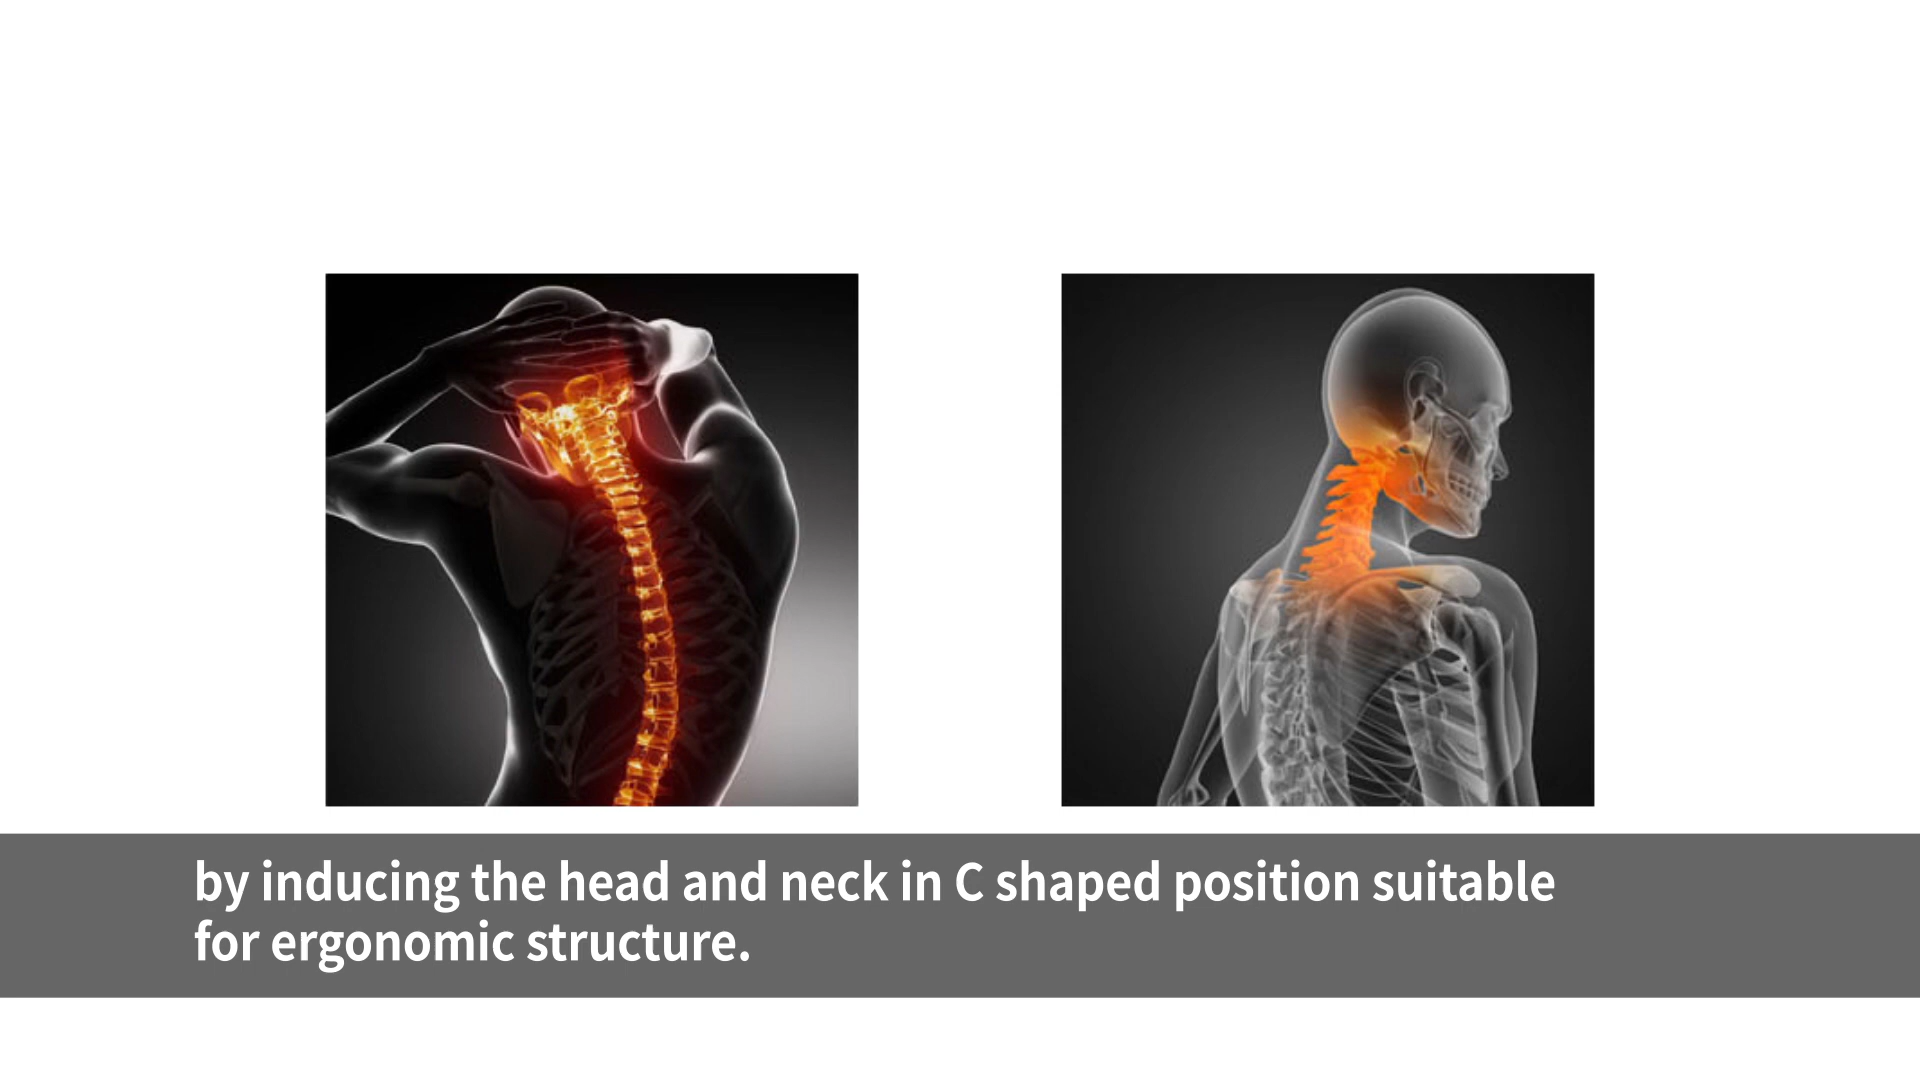 by inducing the head and neck in C shaped position suitable
for ergonomic structure.